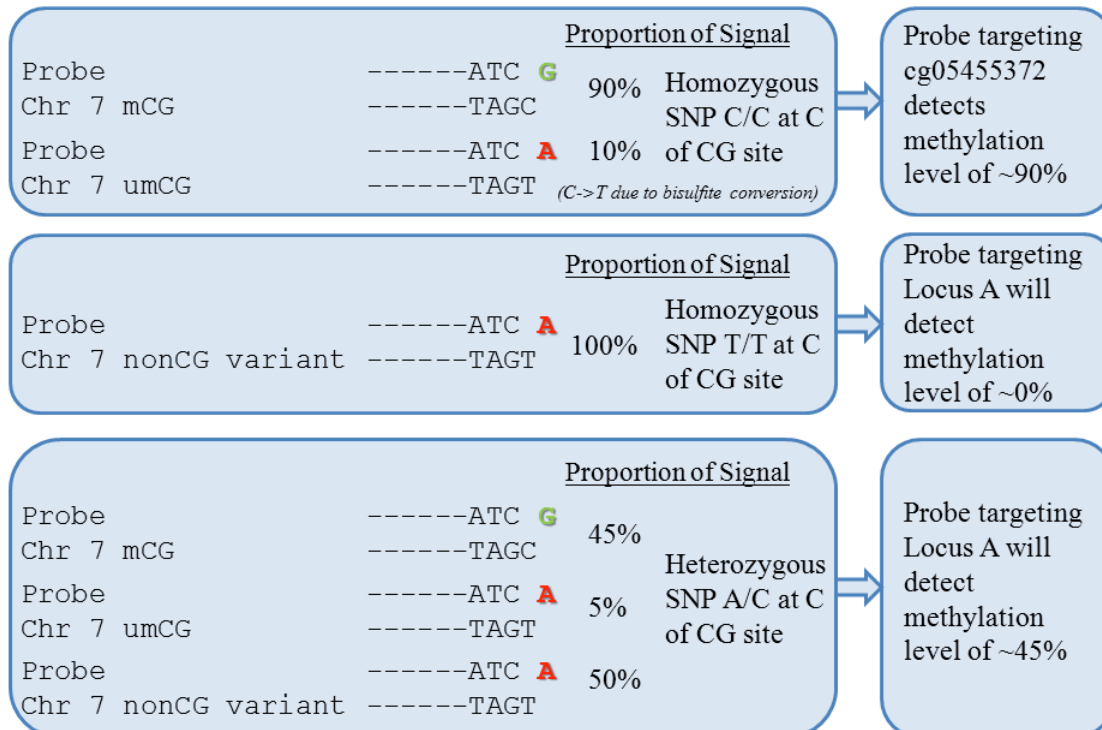 Proportion of Signal
Probe ------ATC G
90%
Chr 7 mCG ------TAGC
Probe ------ATC A
10%
Chr 7 umCG ------TAGT
(C->T due to bisulfite conversion)
Homozygous
SNP C/C at C
of CG site
Probe targeting
cg05455372
detects
methylation
level of ~90%
Proportion of Signal
Probe ------ATC A
100%
Chr 7 nonCG variant ------TAGT
Homozygous
SNP T/T at C
of CG site
Probe targeting
Locus A will
detect
methylation
level of ~0%
Proportion of Signal
Probe ------ATC G
45%
Chr 7 mCG ------TAGC
Probe ------ATC A
5%
Chr 7 umCG ------TAGT
Probe ------ATC A
50%
Chr 7 nonCG variant ------TAGT
Heterozygous
SNP A/C at C
of CG site
Probe targeting
Locus A will
detect
methylation
level of ~45%